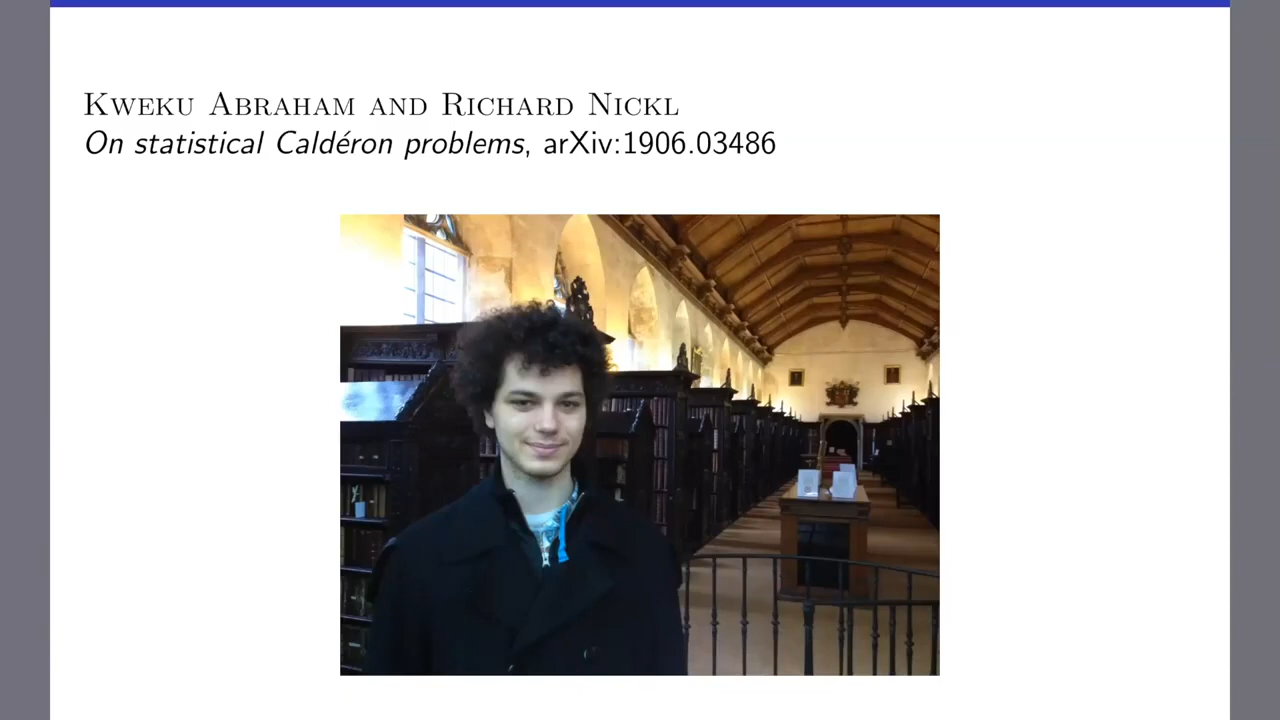 Kweku Abraham and Richard Nickl
On statistical Caldéron problems, arXiv:1906.03486